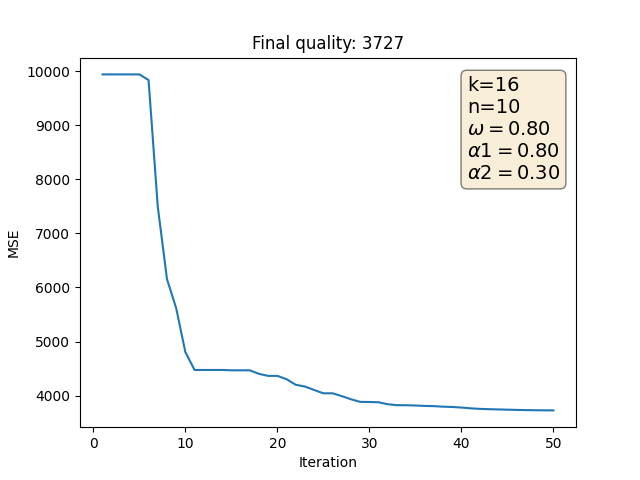 Final quality: 3727
10000
9000
8000
7000
6000
5000
4000
MSE
k=16
n=10
ω = 0.80
α1 = 0.80
α2 = 0.30
0 10 20 30 40 50
Iteration